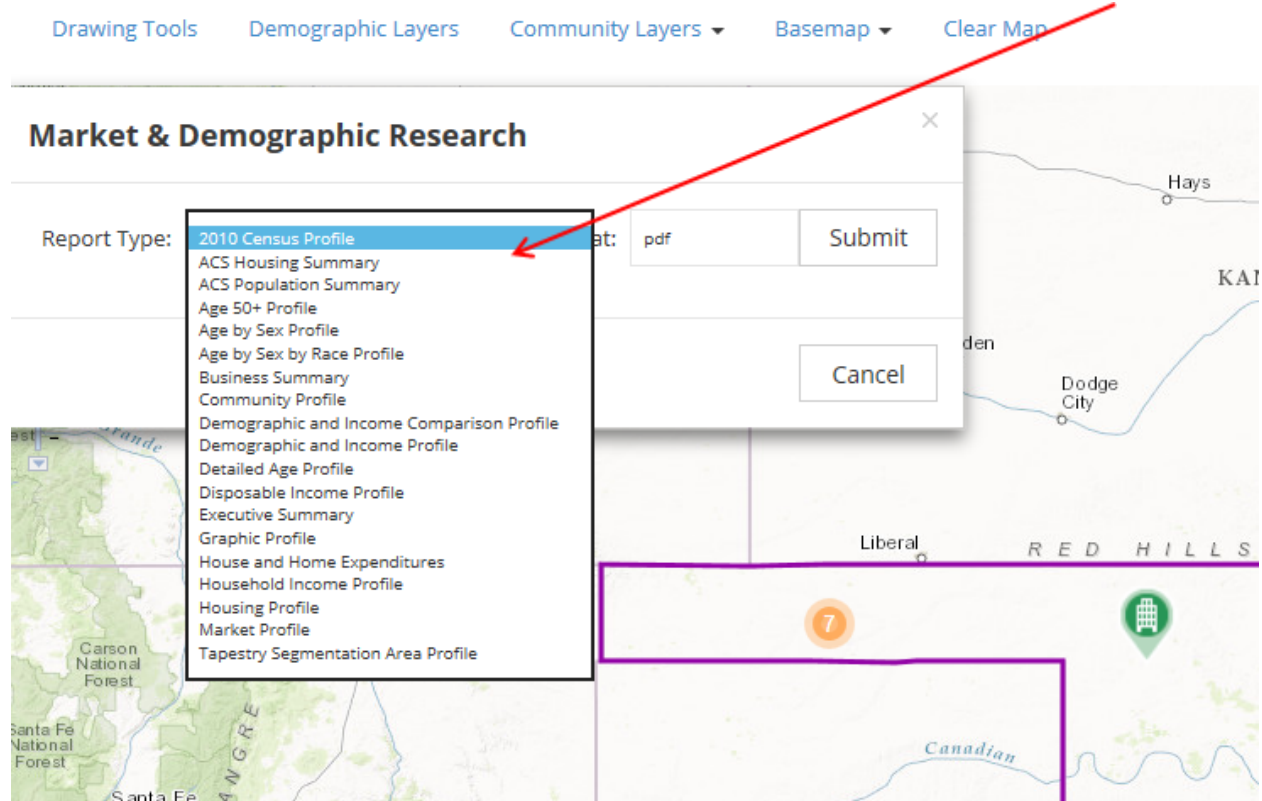 Drawing Tools Demographic Layers Community Layers Basemap Clear Map
Market & Demographic Research
×
Hays
Report Type:
at: pdf Submit
2010 Census Profile
ACS Housing Summary
ACS Population Summary
Age 50+ Profile
Age by Sex Profile
Age by Sex by Race Profile
Business Summary
Community Profile
Demographic and Income Comparison Profile
Demographic and Income Profile
Detailed Age Profile
Disposable Income Profile
Executive Summary
Graphic Profile
House and Home Expenditures
Household Income Profile
Housing Profile
Market Profile
Tapestry Segmentation Area Profile
KAN
den
Cancel
Dodge
City
est
rande
Liberal
RED HILLS
7
Carson
National
Forest
Santa Fe
National
Forest
ANGRE
Canadian
Santa Fe